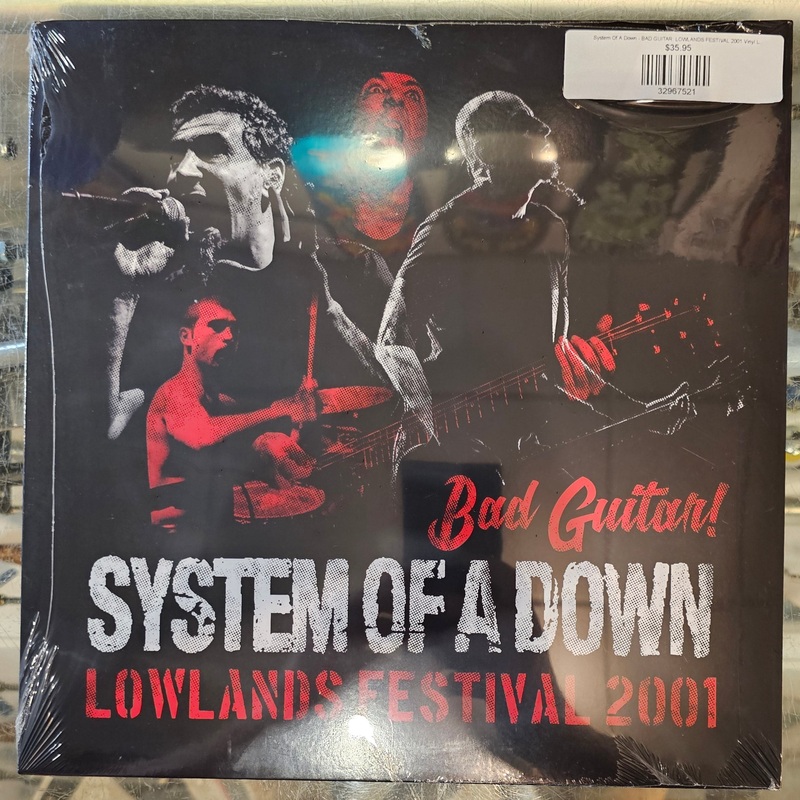 System Of A Down - BAD GUITAR: LOWLANDS FESTIVAL 2001 Vinyl L..
$35.95
32967521
Bad Guitar!
SYSTEM OF A DOWN
LOWLANDS FESTIVAL 2001